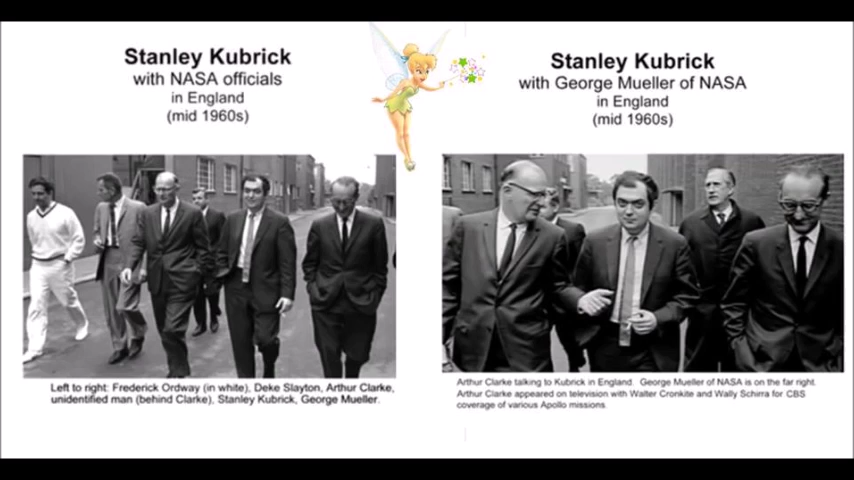 Stanley Kubrick
with NASA officials
in England
(mid 1960s)
Left to right: Frederick Ordway (in white), Deke Slayton, Arthur Clarke,
unidentified man (behind Clarke), Stanley Kubrick, George Mueller.
Stanley Kubrick
with George Mueller of NASA
in England
(mid 1960s)
Arthur Clarke talking to Kubrick in England. George Mueller of NASA is on the far right.
Arthur Clarke appeared on television with Walter Cronkite and Wally Schirra for CBS
coverage of various Apollo missions.